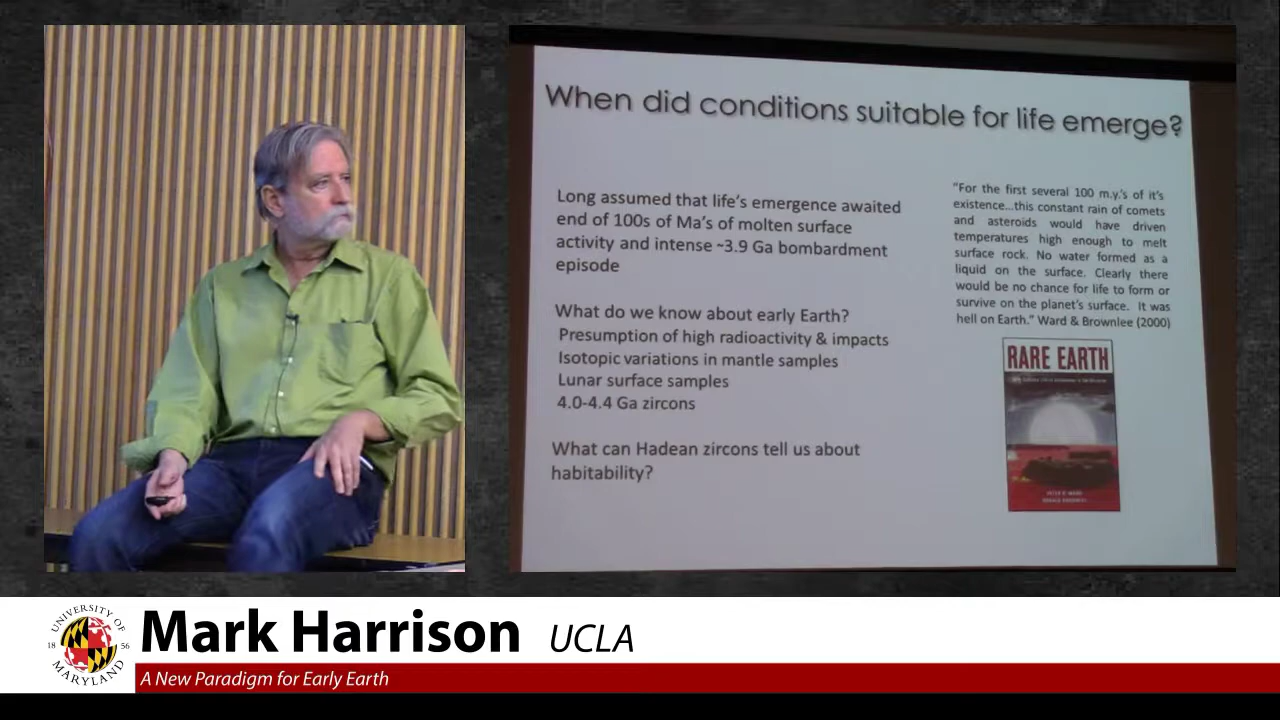 When did conditions suitable for life emerge?
Long assumed that life's emergence awaited
end of 100s of Ma's of molten surface
activity and intense ~3.9 Ga bombardment
episode
What do we know about early Earth?
Presumption of high radioactivity & impacts
Isotopic variations in mantle samples
Lunar surface samples
4.0-4.4 Ga zircons
What can Hadean zircons tell us about
habitability?
"For the first several 100 m.y.'s of it's
existence...this constant rain of comets
and asteroids would have driven
temperatures high enough to melt
surface rock. No water formed as a
liquid on the surface. Clearly there
would be no chance for life to form or
survive on the planet's surface. It was
hell on Earth." Ward & Brownlee (2000)
RARE EARTH
UNIVERSITY OF
18 56
MARYLAND
Mark Harrison UCLA
A New Paradigm for Early Earth